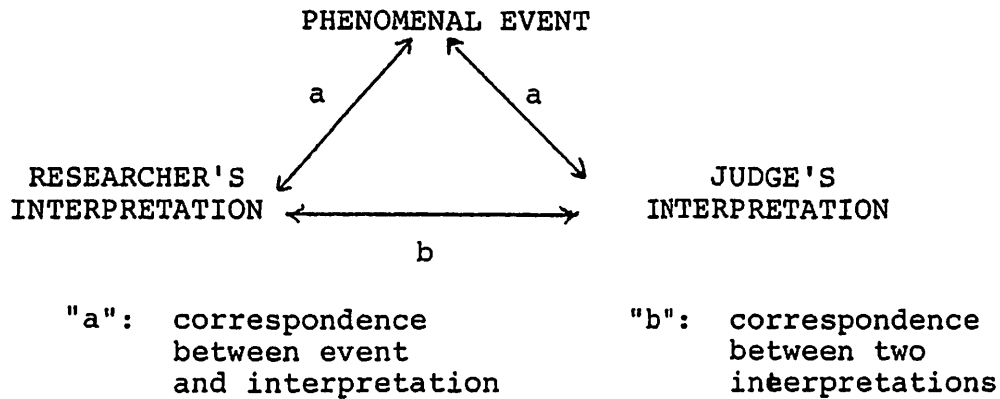 PHENOMENAL EVENT
a
a
RESEARCHER'S
INTERPRETATION
JUDGE'S
INTERPRETATION
b
"a": correspondence
between event
and interpretation
"b": correspondence
between two
interpretations